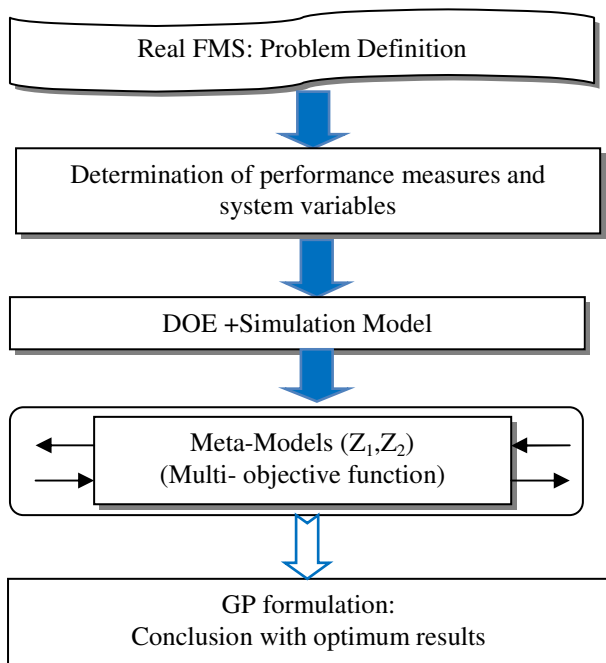 Real FMS: Problem Definition
Determination of performance measures and
system variables
DOE +Simulation Model
Meta-Models (Z₁,Z₂)
(Multi- objective function)
GP formulation:
Conclusion with optimum results